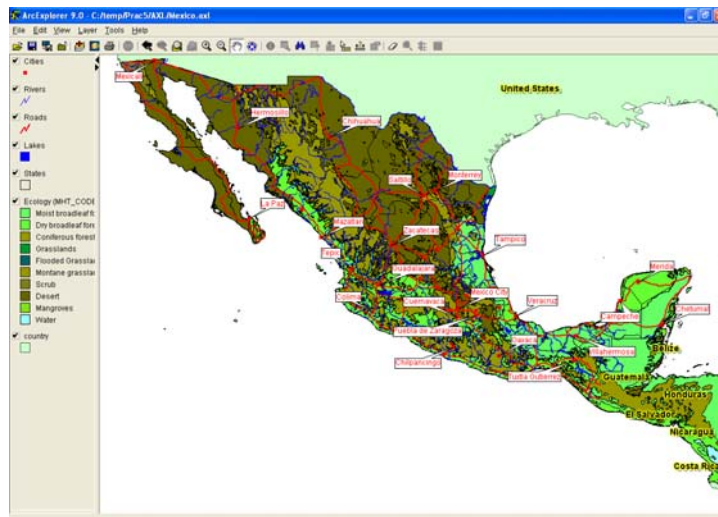 ArcExplorer 9.0 - C:/temp/Prac5/AXL/Mexico.axl
File Edit View Layer Tools Help
Cities
Rivers
Roads
Lakes
States
Ecology (MHT_CODE
Moist broadleaf fo
Dry broadleaf fore
Coniferous forest
Grasslands
Flooded Grasslan
Montane grasslan
Scrub
Desert
Mangroves
Water
country
United States
Mexicali
Hermosillo
Chihuahua
Saltillo
Monterrey
La Paz
Mazatlan
Zacatecas
Tampico
Tepic
Guadalajara
Merida
Colima
Mexico City
Cuernavaca
Veracruz
Campeche
Chetumal
Puebla de Zaragoza
Oaxaca
Villahermosa
Belize
Chilpancingo
Tuxtla Gutierrez
Guatemala
Honduras
El Salvador
Nicaragua
Costa Rica